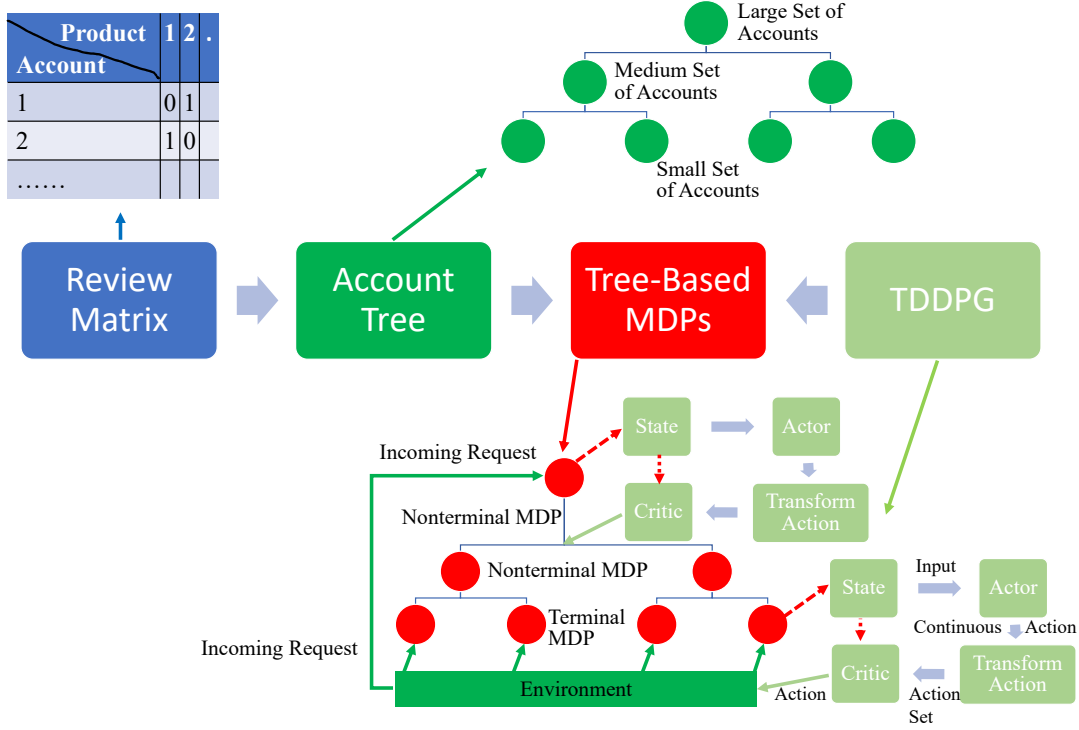 Product 1 2 .
Account
1 0 1
2 1 0
……
Large Set of
Accounts
Medium Set
of Accounts
Small Set
of Accounts
Review
Matrix
Account
Tree
Tree-Based
MDPs
TDDPG
State
Actor
Incoming Request
Critic
Transform
Action
Nonterminal MDP
Nonterminal MDP
State
Input
Actor
Terminal
MDP
Continuous
Action
Incoming Request
Critic
Transform
Action
Environment
Action
Action
Set